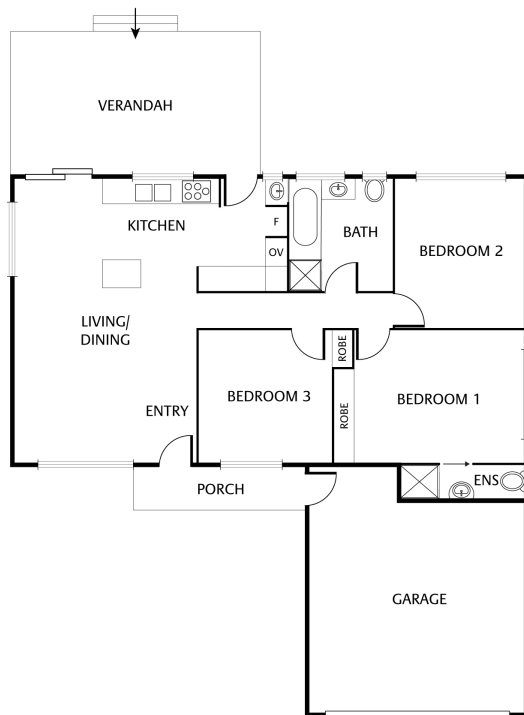 VERANDAH
KITCHEN
F
OV
BATH
BEDROOM 2
LIVING/
DINING
ROBE
BEDROOM 3
ROBE
BEDROOM 1
ENTRY
ENS
PORCH
GARAGE